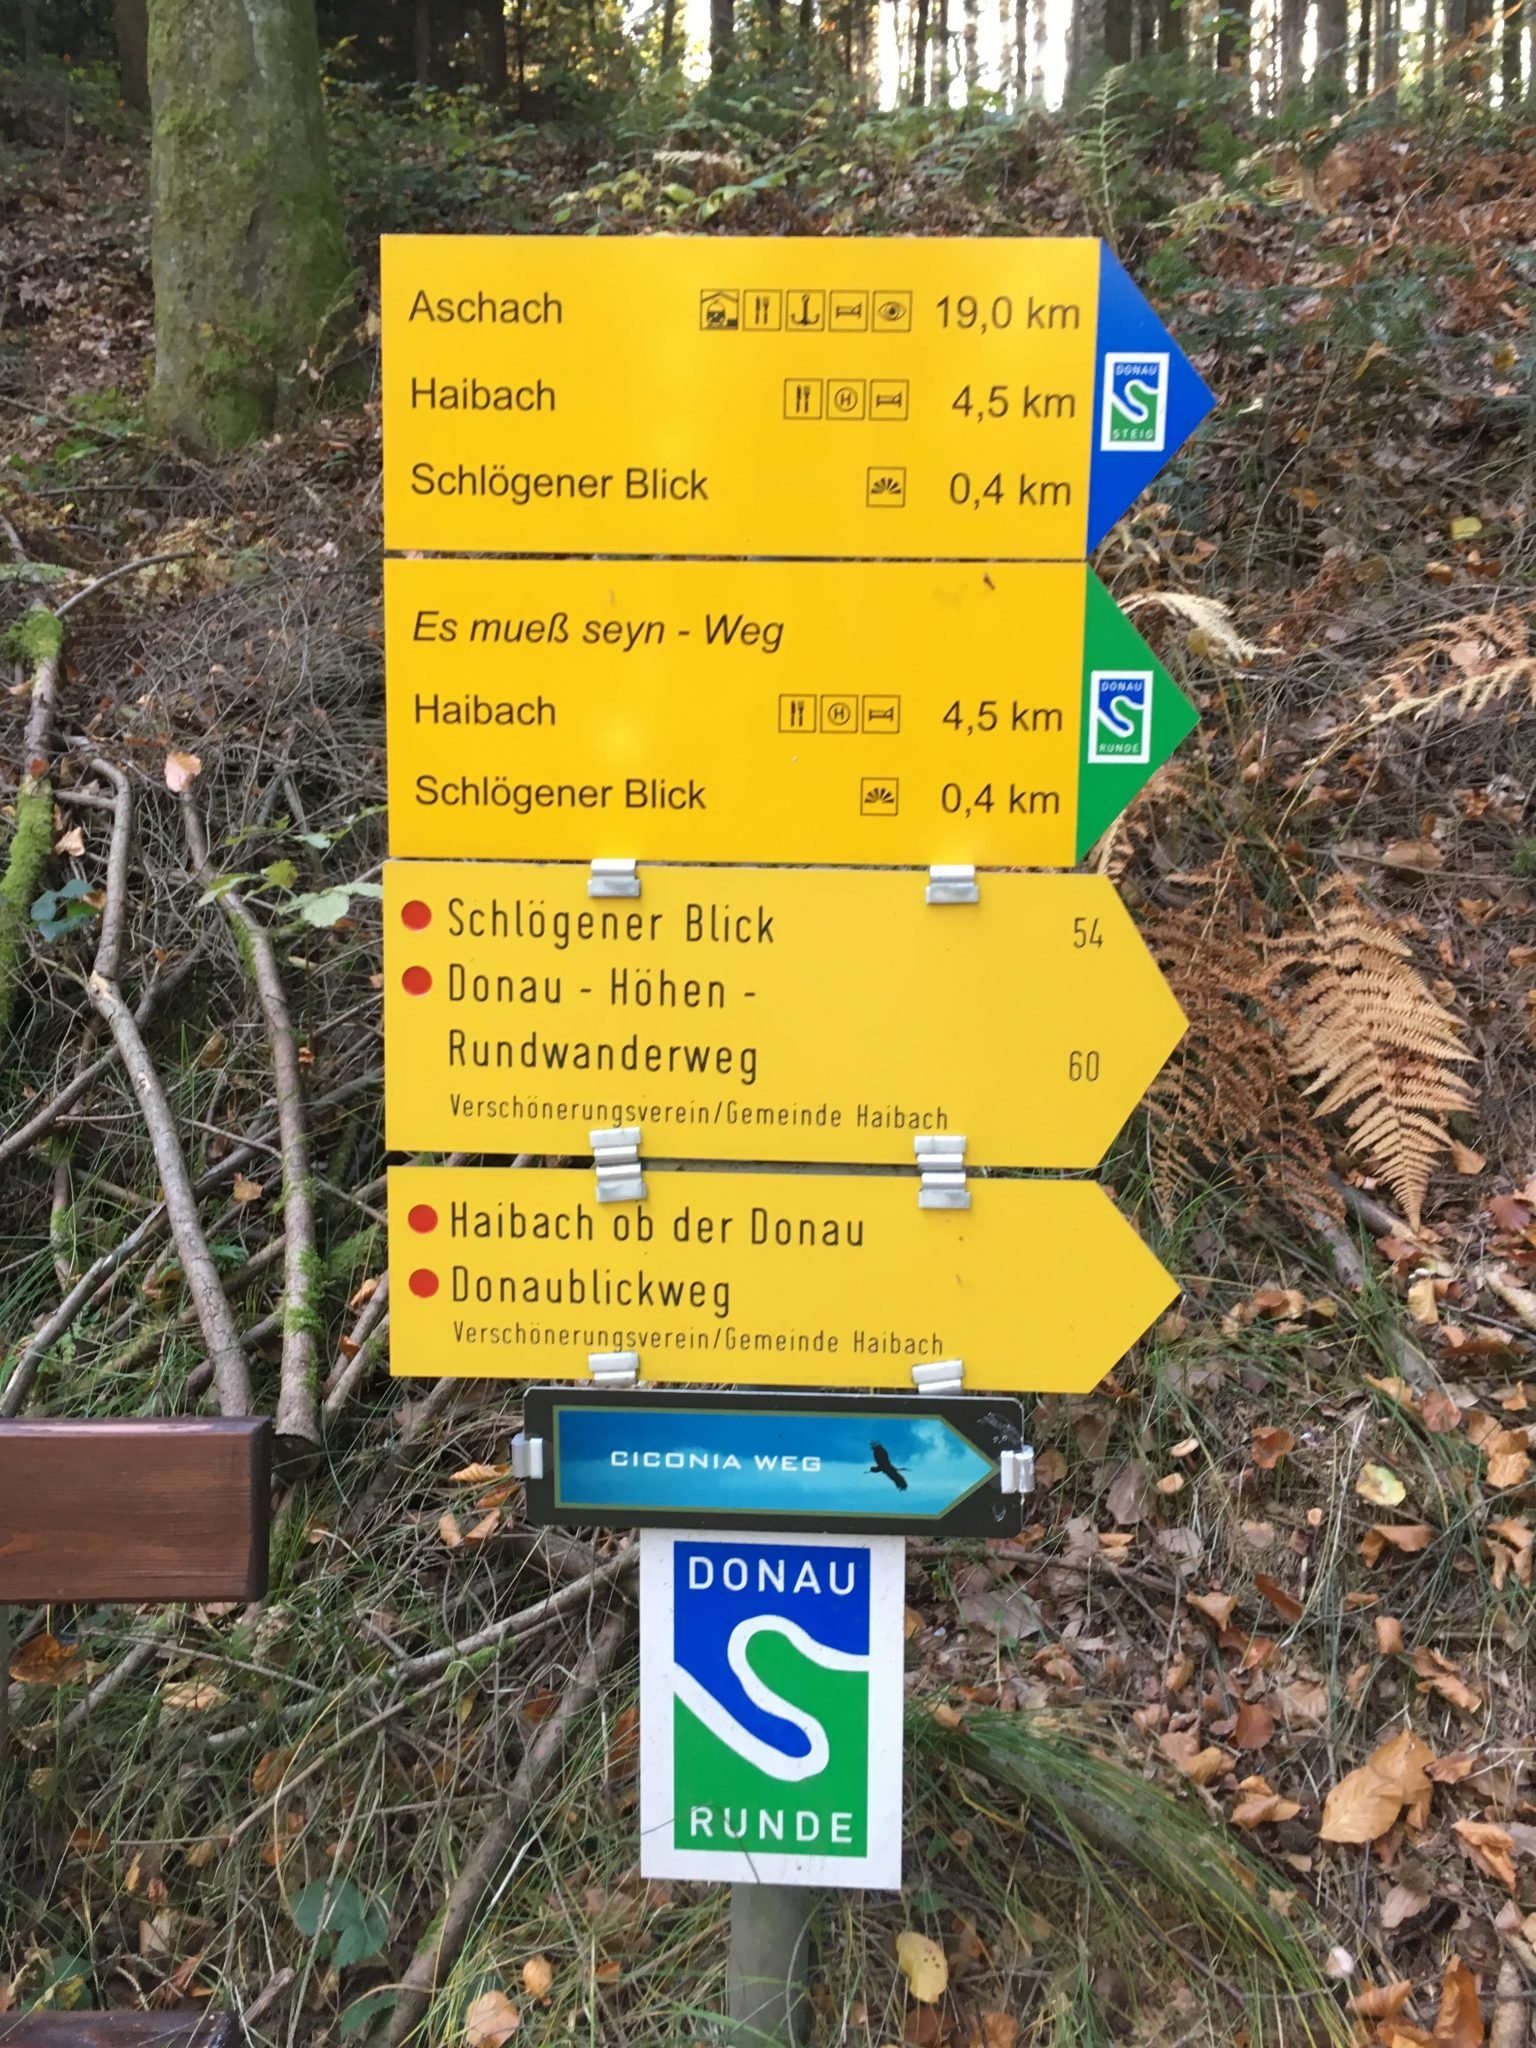 Aschach 19,0 km
Haibach H 4,5 km
Schlögener Blick 0,4 km
DONAU
STEIG
Es mueß seyn - Weg
Haibach H 4,5 km
Schlögener Blick 0,4 km
DONAU
RUNDE
Schlögener Blick 54
Donau - Höhen -
Rundwanderweg 60
Verschönerungsverein/Gemeinde Haibach
Haibach ob der Donau
Donaublickweg
Verschönerungsverein/Gemeinde Haibach
CICONIA WEG
DONAU
RUNDE